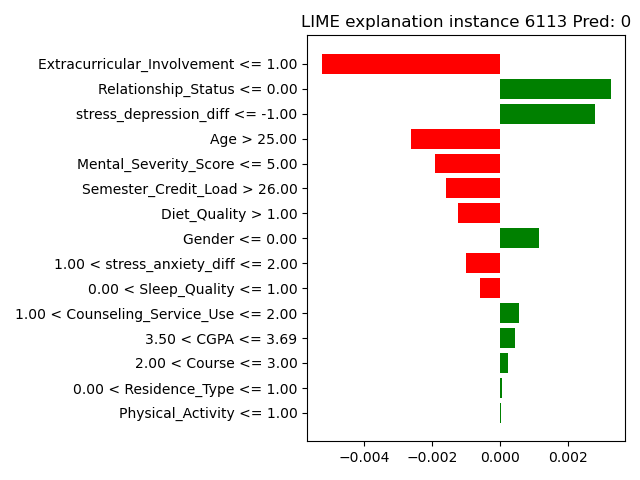 LIME explanation instance 6113 Pred: 0
Extracurricular_Involvement <= 1.00
Relationship_Status <= 0.00
stress_depression_diff <= -1.00
Age > 25.00
Mental_Severity_Score <= 5.00
Semester_Credit_Load > 26.00
Diet_Quality > 1.00
Gender <= 0.00
1.00 < stress_anxiety_diff <= 2.00
0.00 < Sleep_Quality <= 1.00
1.00 < Counseling_Service_Use <= 2.00
3.50 < CGPA <= 3.69
2.00 < Course <= 3.00
0.00 < Residence_Type <= 1.00
Physical_Activity <= 1.00
−0.004 −0.002 0.000 0.002